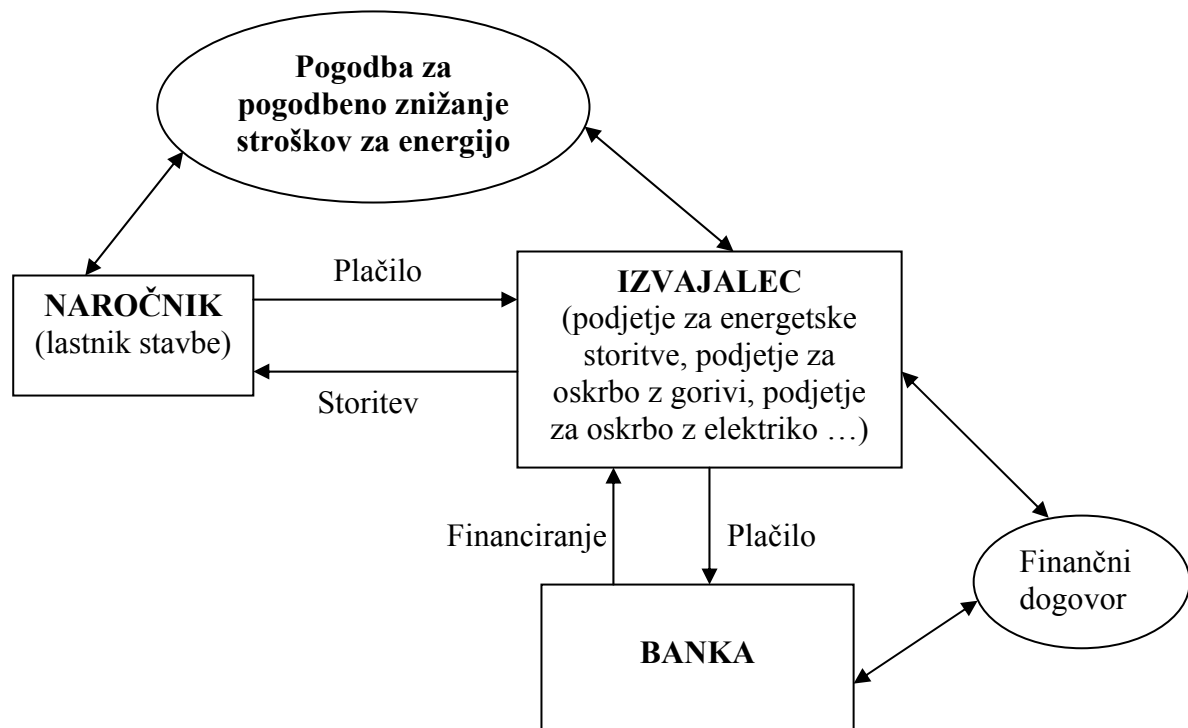 Pogodba za
pogodbeno znižanje
stroškov za energijo
Plačilo
NAROČNIK
(lastnik stavbe)
IZVAJALEC
(podjetje za energetske
storitve, podjetje za
oskrbo z gorivi, podjetje
za oskrbo z elektriko …)
Storitev
Financiranje
Plačilo
Finančni
dogovor
BANKA